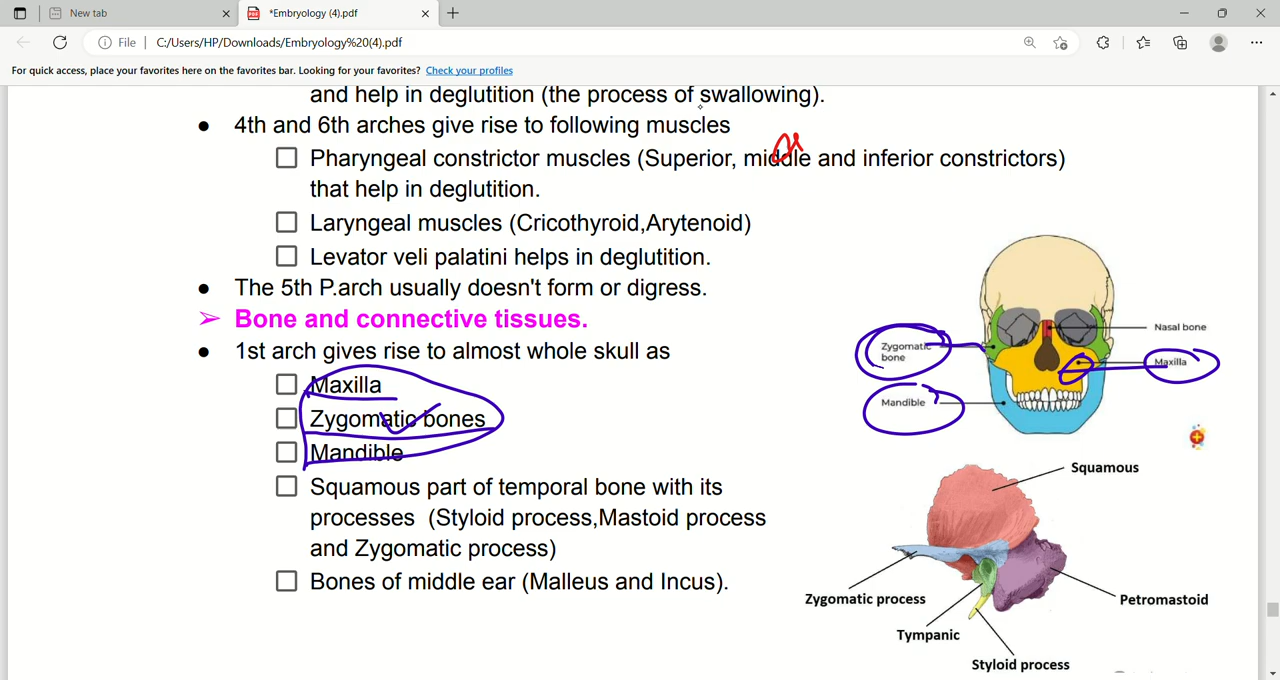 New tab
*Embryology (4).pdf
File
C:/Users/HP/Downloads/Embryology%20(4).pdf
For quick access, place your favorites here on the favorites bar. Looking for your favorites? Check your profiles
and help in deglutition (the process of swallowing).
● 4th and 6th arches give rise to following muscles
Pharyngeal constrictor muscles (Superior, middle and inferior constrictors)
that help in deglutition.
Laryngeal muscles (Cricothyroid,Arytenoid)
Levator veli palatini helps in deglutition.
● The 5th P.arch usually doesn't form or digress.
➢ Bone and connective tissues.
● 1st arch gives rise to almost whole skull as
Maxilla
Zygomatic bones
Mandible
Squamous part of temporal bone with its
processes (Styloid process,Mastoid process
and Zygomatic process)
Bones of middle ear (Malleus and Incus).
Nasal bone
Zygomatic
bone
Maxilla
Mandible
Squamous
Zygomatic process
Petromastoid
Tympanic
Styloid process